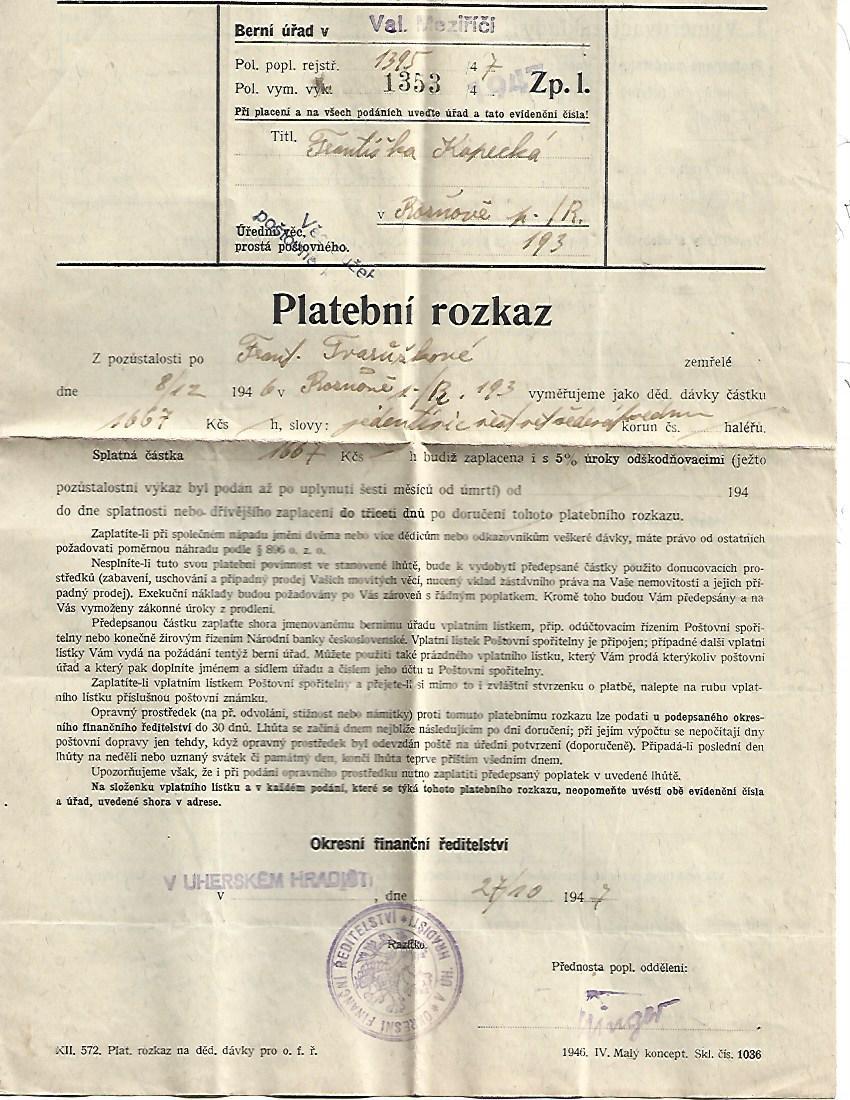 Berní úřad v Val. Meziříčí
Pol. popl. rejstř. 1395 /4 7
Pol. vym. výk. 1353 /4 Zp. l.
Při placení a na všech podáních uveďte úřad a tato evidenční čísla!
Titl. Františka Kopecká
v Rožnově p. /R.
Úřední věc,
prostá poštovného.
193
Platební rozkaz
Z pozůstalosti po Frant. Tvarůžkové zemřelé
dne 8/12 194 6 v Rožnově p. /R. 193 vyměřujeme jako děd. dávky částku
1667 Kčs h, slovy: korun čs. haléřů.
Splatná částka 1667 Kčs h budiž zaplacena i s 5% úroky odškodňovacími (ježto
pozůstalostní výkaz byl podán až po uplynutí šesti měsíců od úmrtí) od 194
do dne splatnosti nebo dřívějšího zaplacení do třiceti dnů po doručení tohoto platebního rozkazu.
Zaplatíte-li při společném nápadu jmění dvěma nebo více dědicům nebo odkazovníkům veškeré dávky, máte právo od ostatních
požadovati poměrnou náhradu podle § 896 o. z. o.
Nesplníte-li tuto svou platební povinnost ve stanovené lhůtě, bude k vydobytí předepsané částky použito donucovacích pro-
středků (zabavení, uschování a případný prodej Vašich movitých věcí, nucený vklad zástavního práva na Vaše nemovitosti a jejich pří-
padný prodej). Exekuční náklady budou požadovány po Vás zároveň s řádným poplatkem. Kromě toho budou Vám předepsány a na
Vás vymoženy zákonné úroky z prodlení.
Předepsanou částku zaplaťte shora jmenovanému bernímu úřadu vplatním lístkem, příp. odúčtovacím řízením Poštovní spoři-
telny nebo konečně žirovým řízením Národní banky československé. Vplatní lístek Poštovní spořitelny je připojen; případné další vplatní
lístky Vám vydá na požádání tentýž berní úřad. Můžete použíti také prázdného vplatního lístku, který Vám prodá kterýkoliv poštovní
úřad a který pak doplníte jménem a sídlem úřadu a číslem jeho účtu u Poštovní spořitelny.
Zaplatíte-li vplatním lístkem Poštovní spořitelny a přejete-li si mimo to i zvláštní stvrzenku o platbě, nalepte na rubu vplat-
ního lístku příslušnou poštovní známku.
Opravný prostředek (na př. odvolání, stížnost nebo námitky) proti tomuto platebnímu rozkazu lze podati u podepsaného okres-
ního finančního ředitelství do 30 dnů. Lhůta se začíná dnem nejblíže následujícím po dni doručení; při jejím výpočtu se nepočítají dny
poštovní dopravy jen tehdy, když opravný prostředek byl odevzdán poště na úřední potvrzení (doporučeně). Připadá-li poslední den
lhůty na neděli nebo uznaný svátek či památný den, končí lhůta teprve příštím všedním dnem.
Upozorňujeme však, že i při podání opravného prostředku nutno zaplatiti předepsaný poplatek v uvedené lhůtě.
Na složenku vplatního lístku a v každém podání, které se týká tohoto platebního rozkazu, neopomeňte uvésti obě evidenční čísla
a úřad, uvedené shora v adrese.
Okresní finanční ředitelství
V UHERSKÉM HRADIŠTI
v , dne 27/10 194 7
Razítko.
OKRESNÍ FINANČNÍ ŘEDITELSTVÍ V UH. HRADIŠTI
Přednosta popl. oddělení:
XII. 572. Plat. rozkaz na děd. dávky pro o. f. ř.
1946. IV. Malý koncept. Skl. čís. 1036